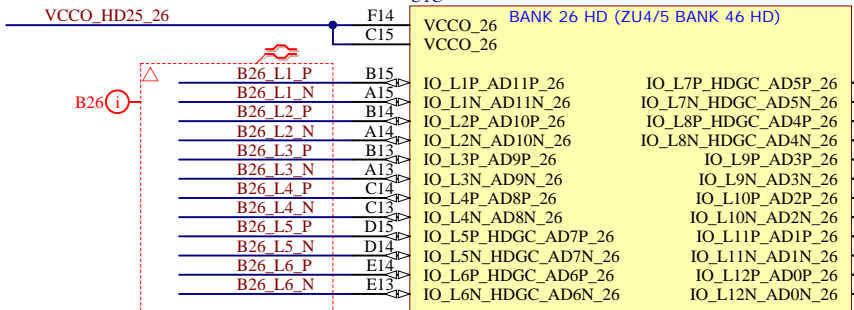 VCCO_HD25_26 F14 VCCO_26 BANK 26 HD (ZU4/5 BANK 46 HD)
C15 VCCO_26
B26 i
B26_L1_P B15 IO_L1P_AD11P_26 IO_L7P_HDGC_AD5P_26
B26_L1_N A15 IO_L1N_AD11N_26 IO_L7N_HDGC_AD5N_26
B26_L2_P B14 IO_L2P_AD10P_26 IO_L8P_HDGC_AD4P_26
B26_L2_N A14 IO_L2N_AD10N_26 IO_L8N_HDGC_AD4N_26
B26_L3_P B13 IO_L3P_AD9P_26 IO_L9P_AD3P_26
B26_L3_N A13 IO_L3N_AD9N_26 IO_L9N_AD3N_26
B26_L4_P C14 IO_L4P_AD8P_26 IO_L10P_AD2P_26
B26_L4_N C13 IO_L4N_AD8N_26 IO_L10N_AD2N_26
B26_L5_P D15 IO_L5P_HDGC_AD7P_26 IO_L11P_AD1P_26
B26_L5_N D14 IO_L5N_HDGC_AD7N_26 IO_L11N_AD1N_26
B26_L6_P E14 IO_L6P_HDGC_AD6P_26 IO_L12P_AD0P_26
B26_L6_N E13 IO_L6N_HDGC_AD6N_26 IO_L12N_AD0N_26